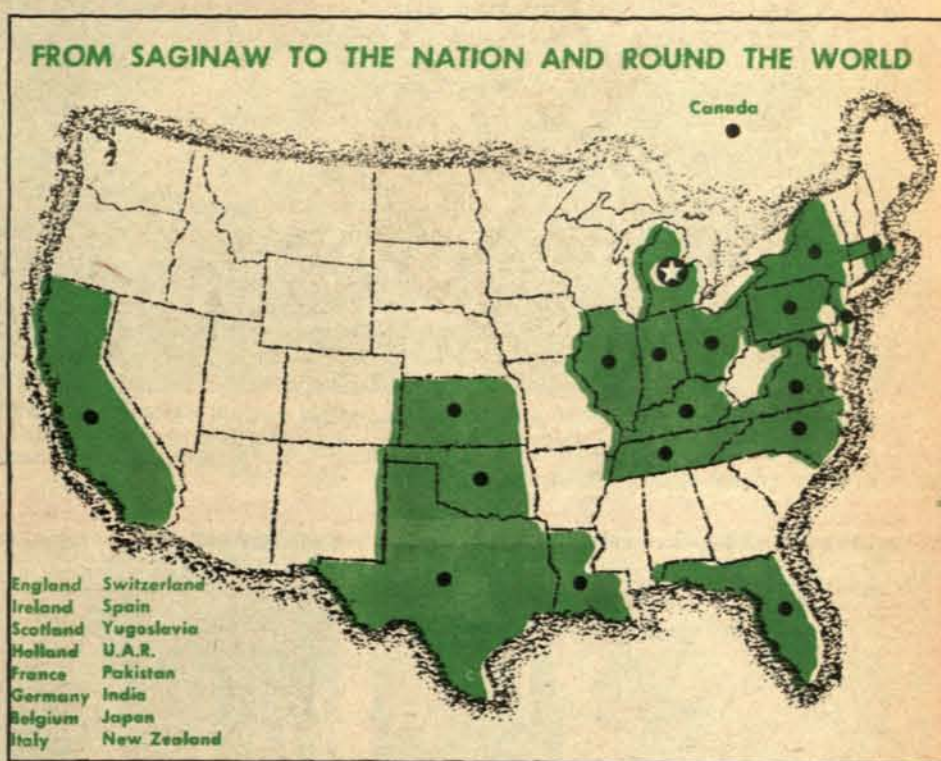 FROM SAGINAW TO THE NATION AND ROUND THE WORLD
Canada
England Switzerland
Ireland Spain
Scotland Yugoslavia
Holland U.A.R.
France Pakistan
Germany India
Belgium Japan
Italy New Zealand